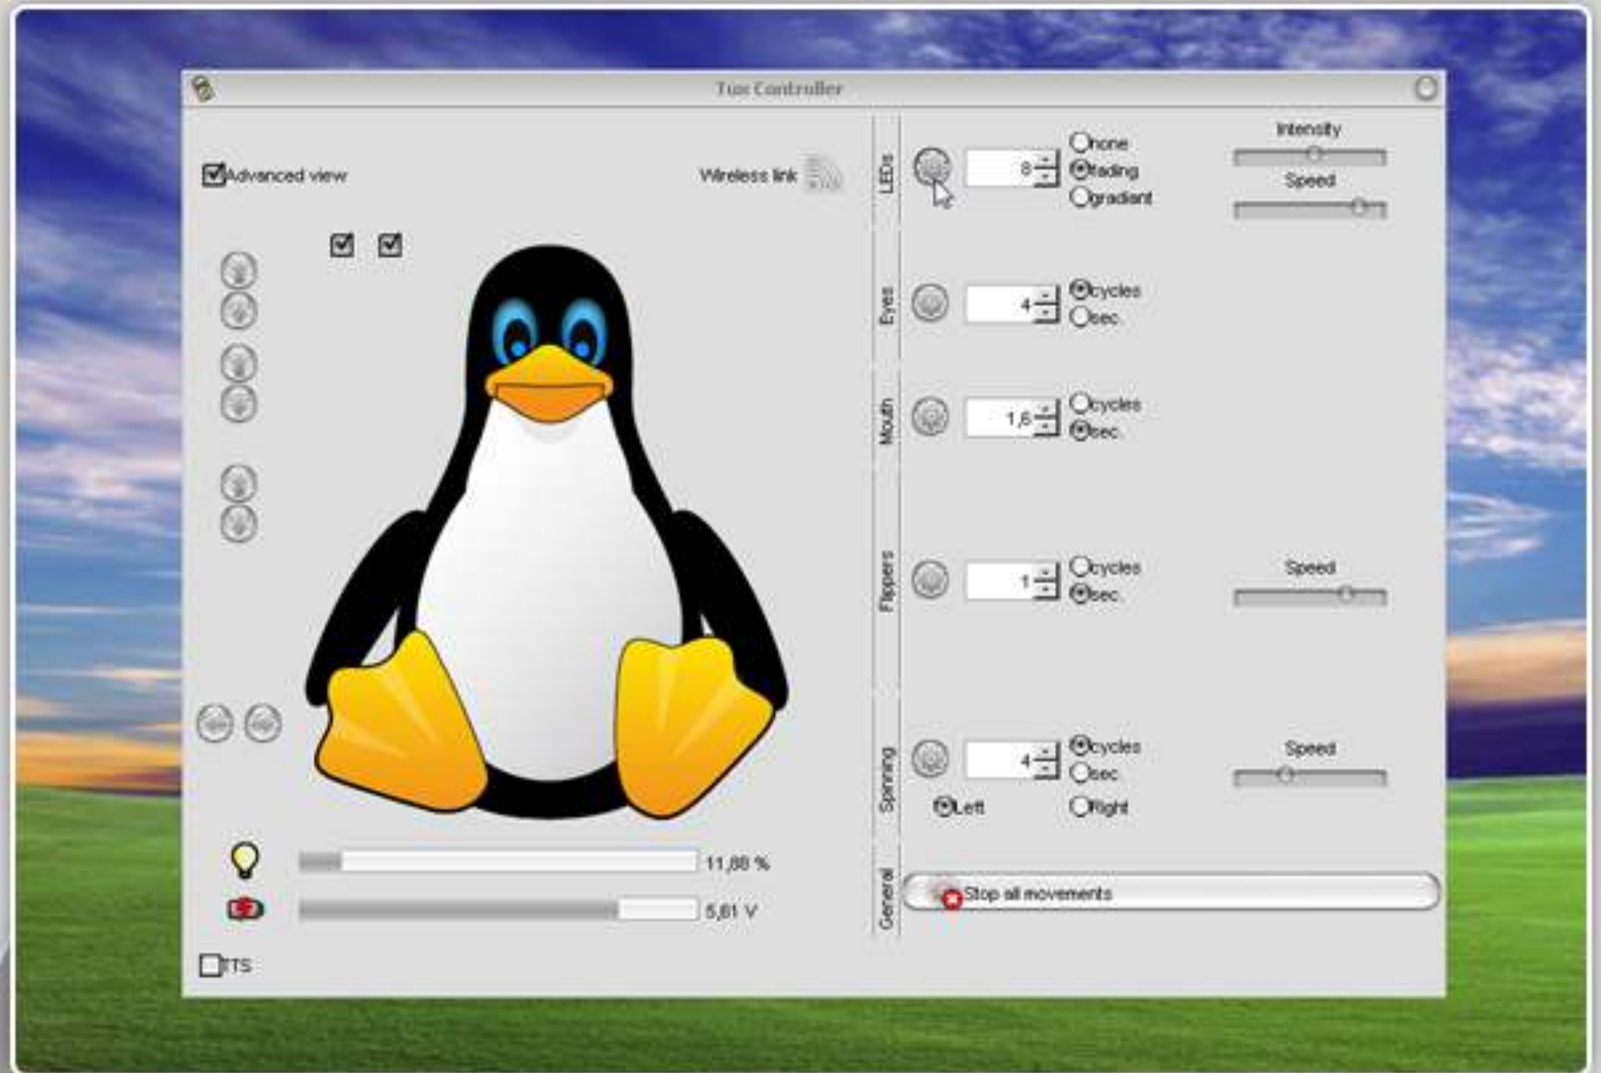 Tux Controller
Advanced view
Wireless link
LEDs
8
none
fading
gradiant
Intensity
Speed
Eyes
4
cycles
sec.
Mouth
1,6
cycles
sec.
Flippers
1
cycles
sec.
Speed
Spinning
4
cycles
sec.
Speed
Left
Right
11,88 %
5,81 V
General
Stop all movements
TTS